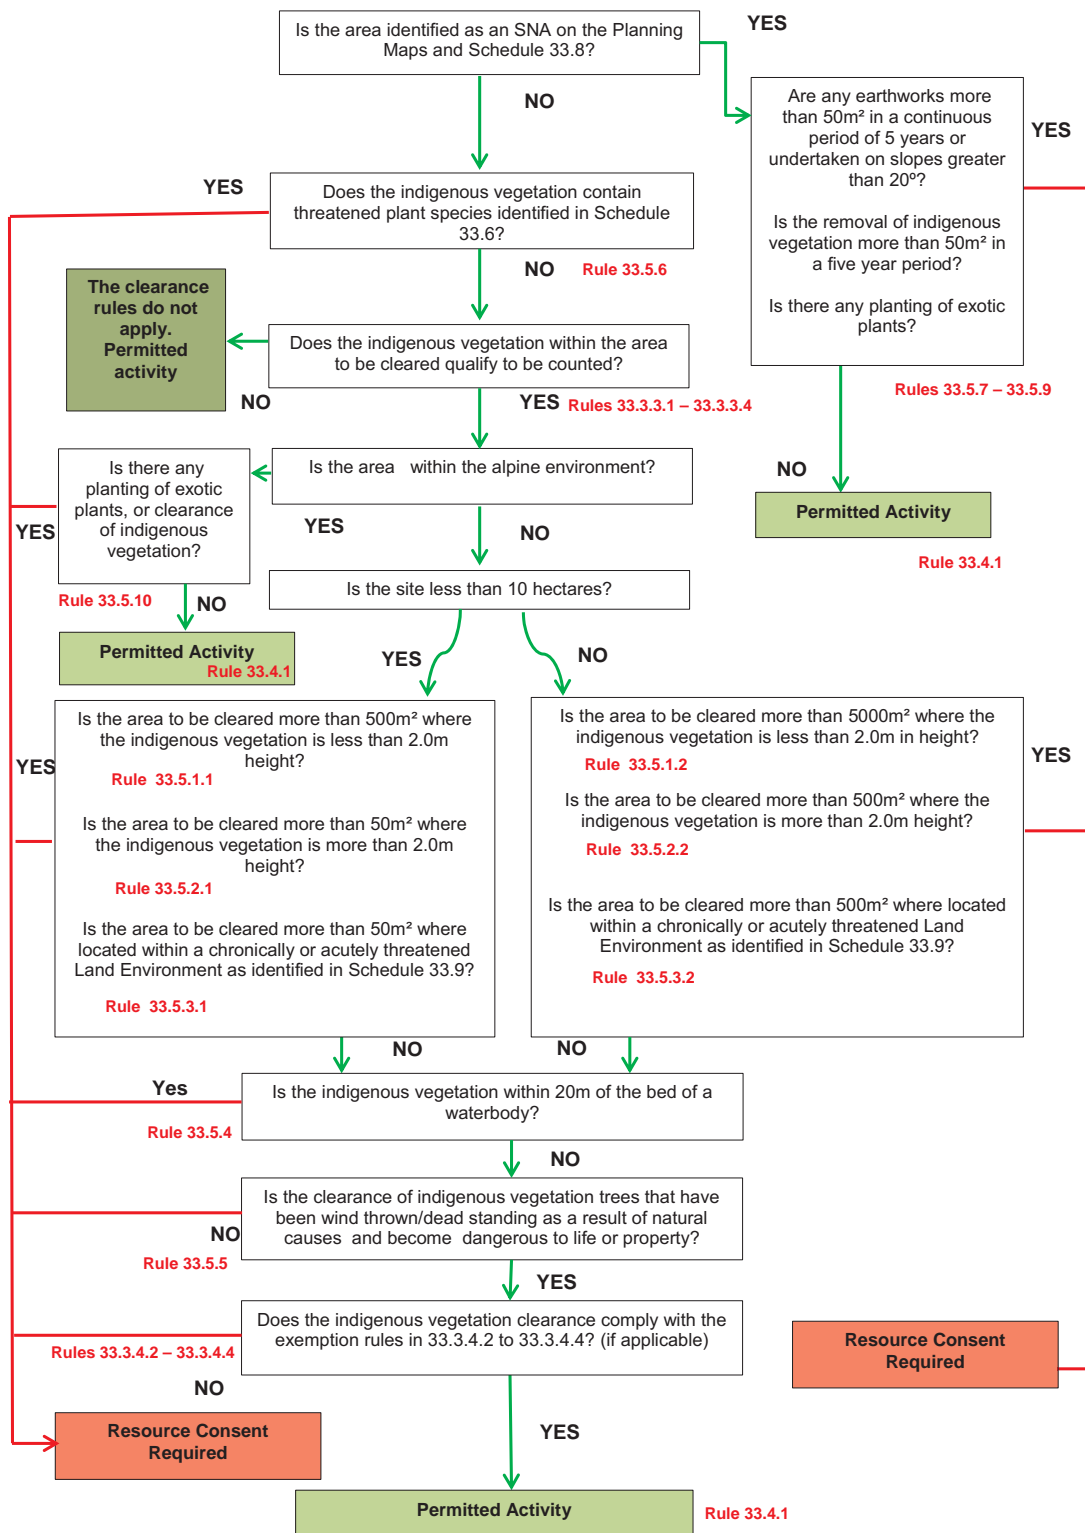 Is the area identified as an SNA on the Planning
Maps and Schedule 33.8?
YES
NO
Are any earthworks more
than 50m² in a continuous
period of 5 years or
undertaken on slopes greater
than 20º?
Is the removal of indigenous
vegetation more than 50m² in
a five year period?
Is there any planting of exotic
plants?
YES
Rules 33.5.7 – 33.5.9
NO
Permitted Activity
Rule 33.4.1
YES
Does the indigenous vegetation contain
threatened plant species identified in Schedule
33.6?
NO
Rule 33.5.6
The clearance
rules do not
apply.
Permitted
activity
Does the indigenous vegetation within the area
to be cleared qualify to be counted?
NO
YES
Rules 33.3.3.1 – 33.3.3.4
Is there any
planting of exotic
plants, or clearance
of indigenous
vegetation?
Is the area within the alpine environment?
YES
YES
NO
Rule 33.5.10
NO
Is the site less than 10 hectares?
Permitted Activity
Rule 33.4.1
YES
NO
Is the area to be cleared more than 500m² where
the indigenous vegetation is less than 2.0m
height?
YES
Rule 33.5.1.1
Is the area to be cleared more than 50m² where
the indigenous vegetation is more than 2.0m
height?
Rule 33.5.2.1
Is the area to be cleared more than 50m² where
located within a chronically or acutely threatened
Land Environment as identified in Schedule 33.9?
Rule 33.5.3.1
Is the area to be cleared more than 5000m² where the
indigenous vegetation is less than 2.0m in height?
YES
Rule 33.5.1.2
Is the area to be cleared more than 500m² where the
indigenous vegetation is more than 2.0m height?
Rule 33.5.2.2
Is the area to be cleared more than 500m² where located
within a chronically or acutely threatened Land
Environment as identified in Schedule 33.9?
Rule 33.5.3.2
NO
NO
Yes
Is the indigenous vegetation within 20m of the bed of a
waterbody?
Rule 33.5.4
NO
Is the clearance of indigenous vegetation trees that have
been wind thrown/dead standing as a result of natural
causes and become dangerous to life or property?
NO
Rule 33.5.5
YES
Does the indigenous vegetation clearance comply with the
exemption rules in 33.3.4.2 to 33.3.4.4? (if applicable)
Rules 33.3.4.2 – 33.3.4.4
NO
Resource Consent
Required
Resource Consent
Required
YES
Permitted Activity
Rule 33.4.1